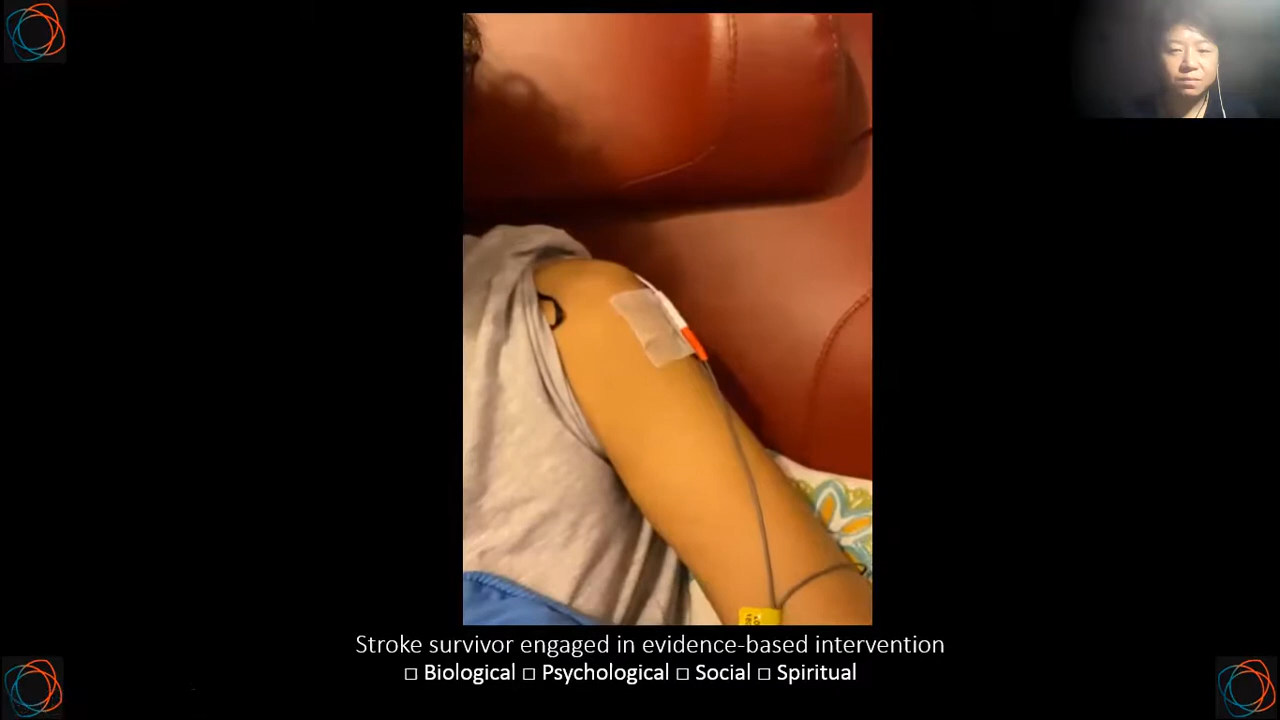 Stroke survivor engaged in evidence-based intervention
□ Biological □ Psychological □ Social □ Spiritual